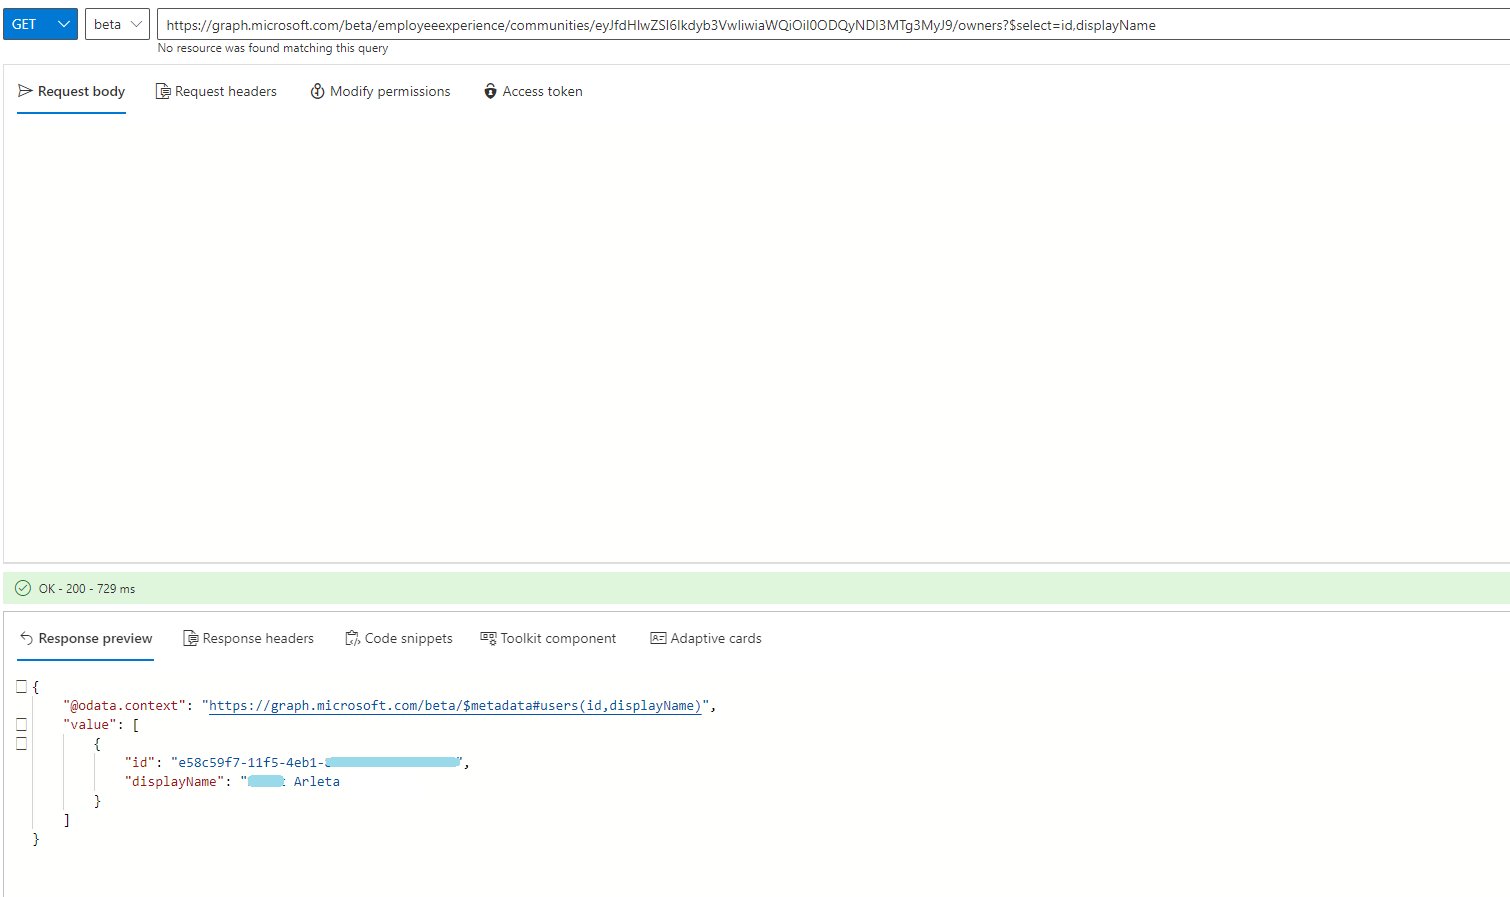 GET
beta
https://graph.microsoft.com/beta/employeeexperience/communities/eyJfdHlwZSI6Ikdyb3VwIiwiaWQiOiI0ODQyNDI3MTg3MyJ9/owners?$select=id,displayName
No resource was found matching this query
Request body Request headers Modify permissions Access token
OK - 200 - 729 ms
Response preview Response headers Code snippets Toolkit component Adaptive cards
{
"@odata.context": "https://graph.microsoft.com/beta/$metadata#users(id,displayName)",
"value": [
{
"id": "e58c59f7-11f5-4eb1-",
"displayName": " Arleta
}
]
}